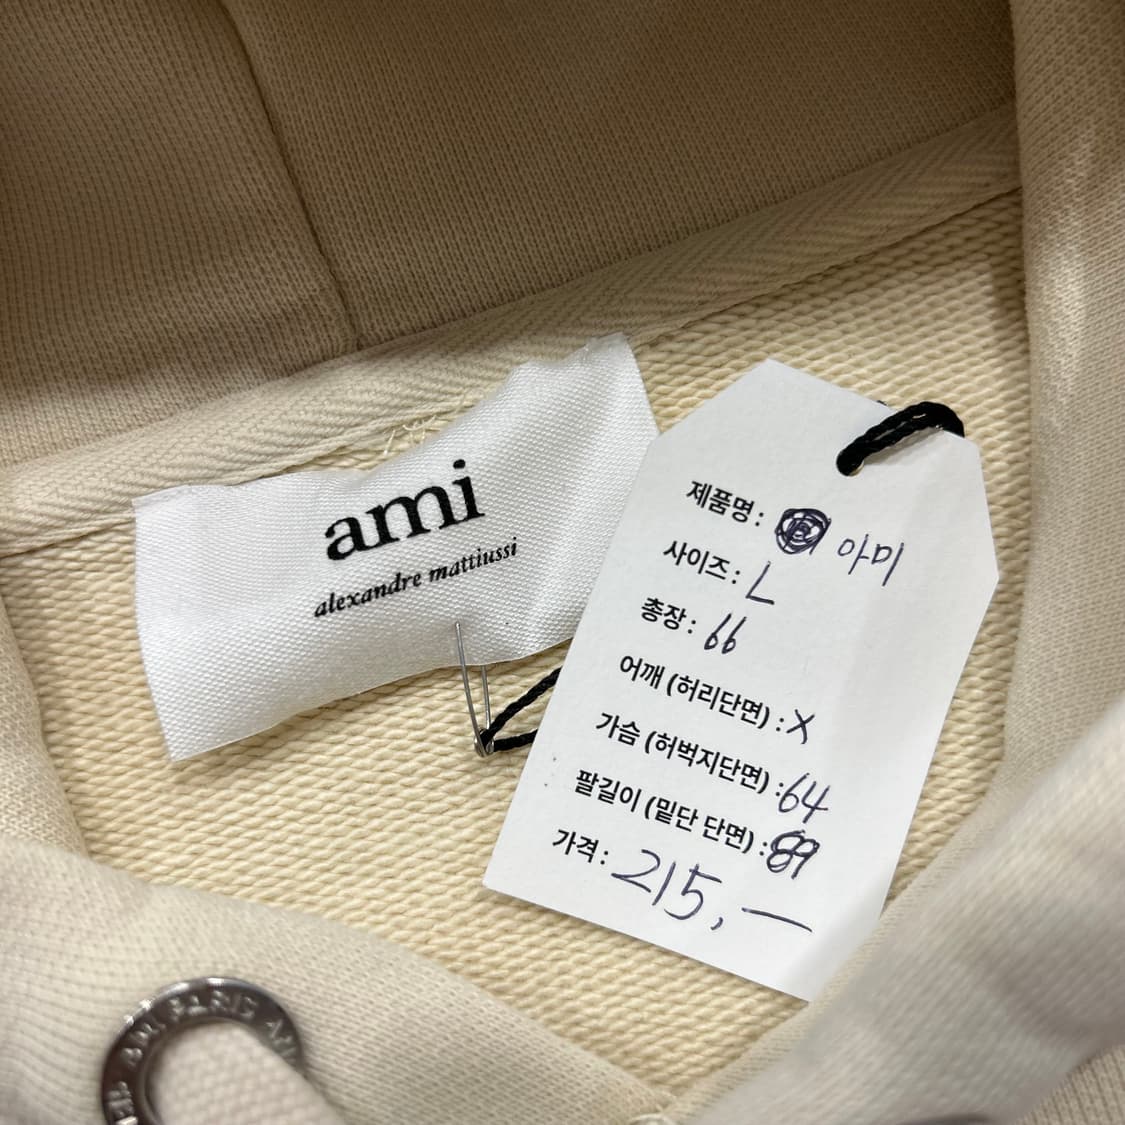 ami
alexandre mattiussi
제품명: 아미
사이즈: L
총장: 66
어깨 (허리단면) : X
가슴 (허벅지단면) : 64
팔길이 (밑단 단면) : 89
가격: 215,—
AMI PARIS